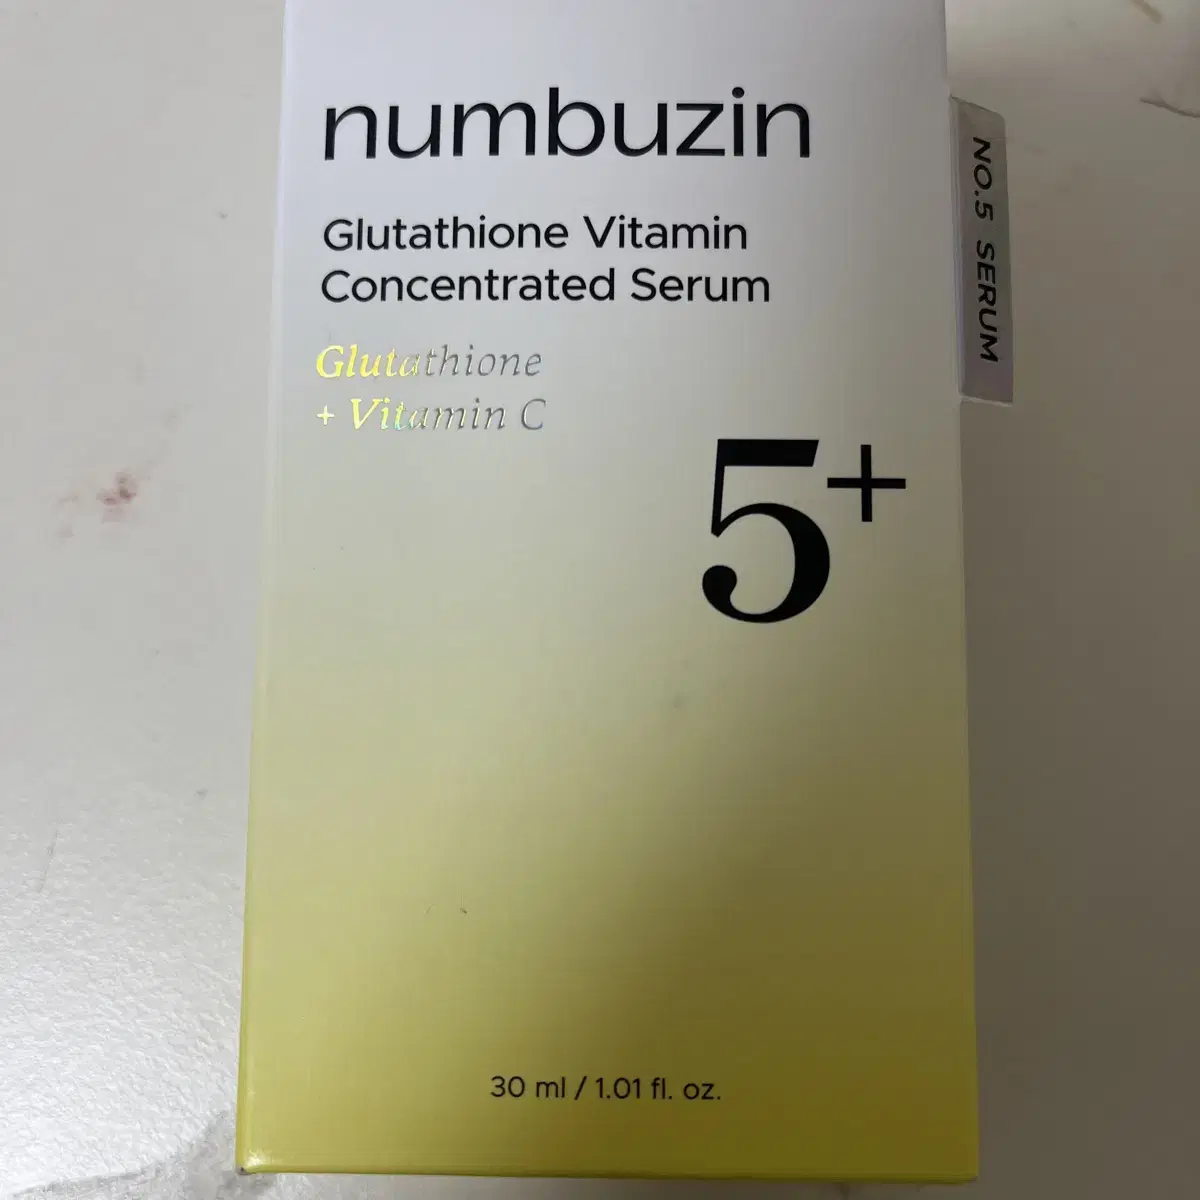 numbuzin
Glutathione Vitamin
Concentrated Serum
Glutathione
+ Vitamin C
5+
30 ml / 1.01 fl. oz.
NO.5 SERUM